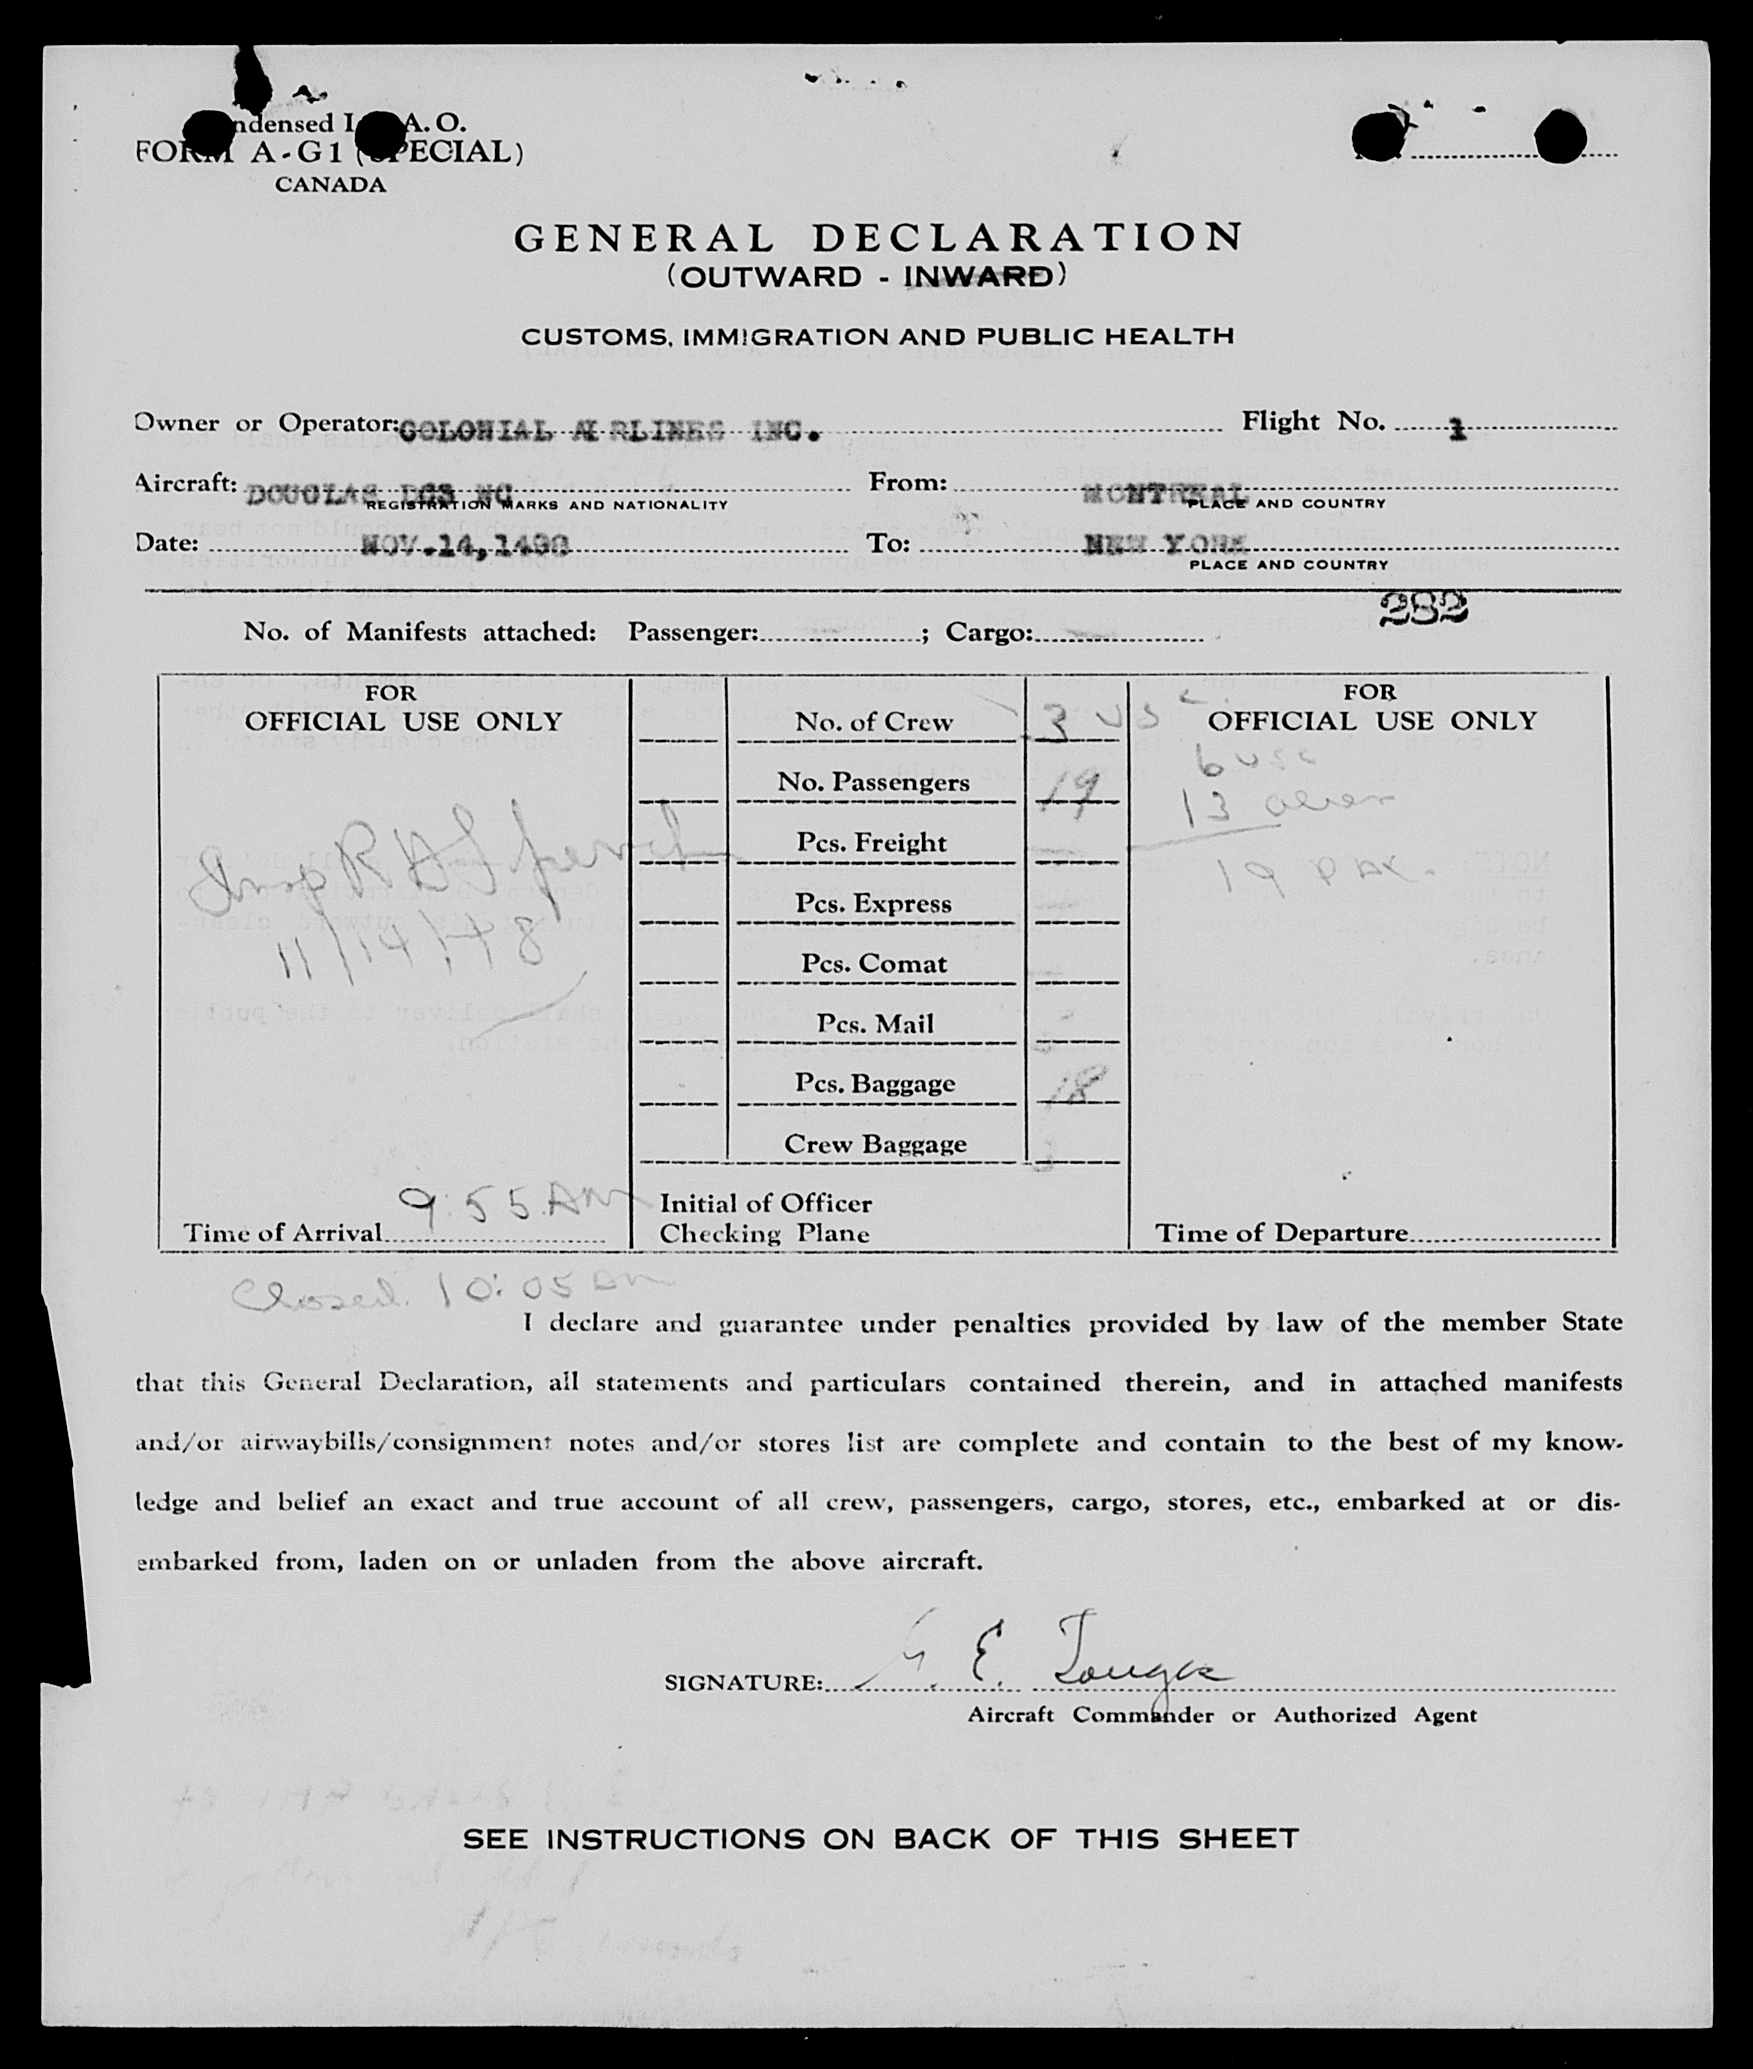 ndensed I A. O.
FORM A-G1 (SPECIAL)
CANADA
GENERAL DECLARATION
(OUTWARD - INWARD)
CUSTOMS, IMMIGRATION AND PUBLIC HEALTH
Owner or Operator: COLONIAL AIRLINES INC. Flight No. 1
Aircraft: DOUGLAS DC3 NC From: MONTREAL
REGISTRATION MARKS AND NATIONALITY PLACE AND COUNTRY
Date: NOV.14, To: NEW YORK
PLACE AND COUNTRY
282
No. of Manifests attached: Passenger: ; Cargo:
FOR
OFFICIAL USE ONLY
Insp R
11/14/48
9:55 AM
Time of Arrival
No. of Crew 3 USC
No. Passengers 19
Pcs. Freight
Pcs. Express
Pcs. Comat
Pcs. Mail
Pcs. Baggage 18
Crew Baggage
Initial of Officer
Checking Plane
FOR
OFFICIAL USE ONLY
6 USC
13 alien
19 PAX.
Time of Departure
Closed. 10:05 AM
I declare and guarantee under penalties provided by law of the member State
that this General Declaration, all statements and particulars contained therein, and in attached manifests
and/or airwaybills/consignment notes and/or stores list are complete and contain to the best of my know-
ledge and belief an exact and true account of all crew, passengers, cargo, stores, etc., embarked at or dis-
embarked from, laden on or unladen from the above aircraft.
SIGNATURE: E.
Aircraft Commander or Authorized Agent
SEE INSTRUCTIONS ON BACK OF THIS SHEET